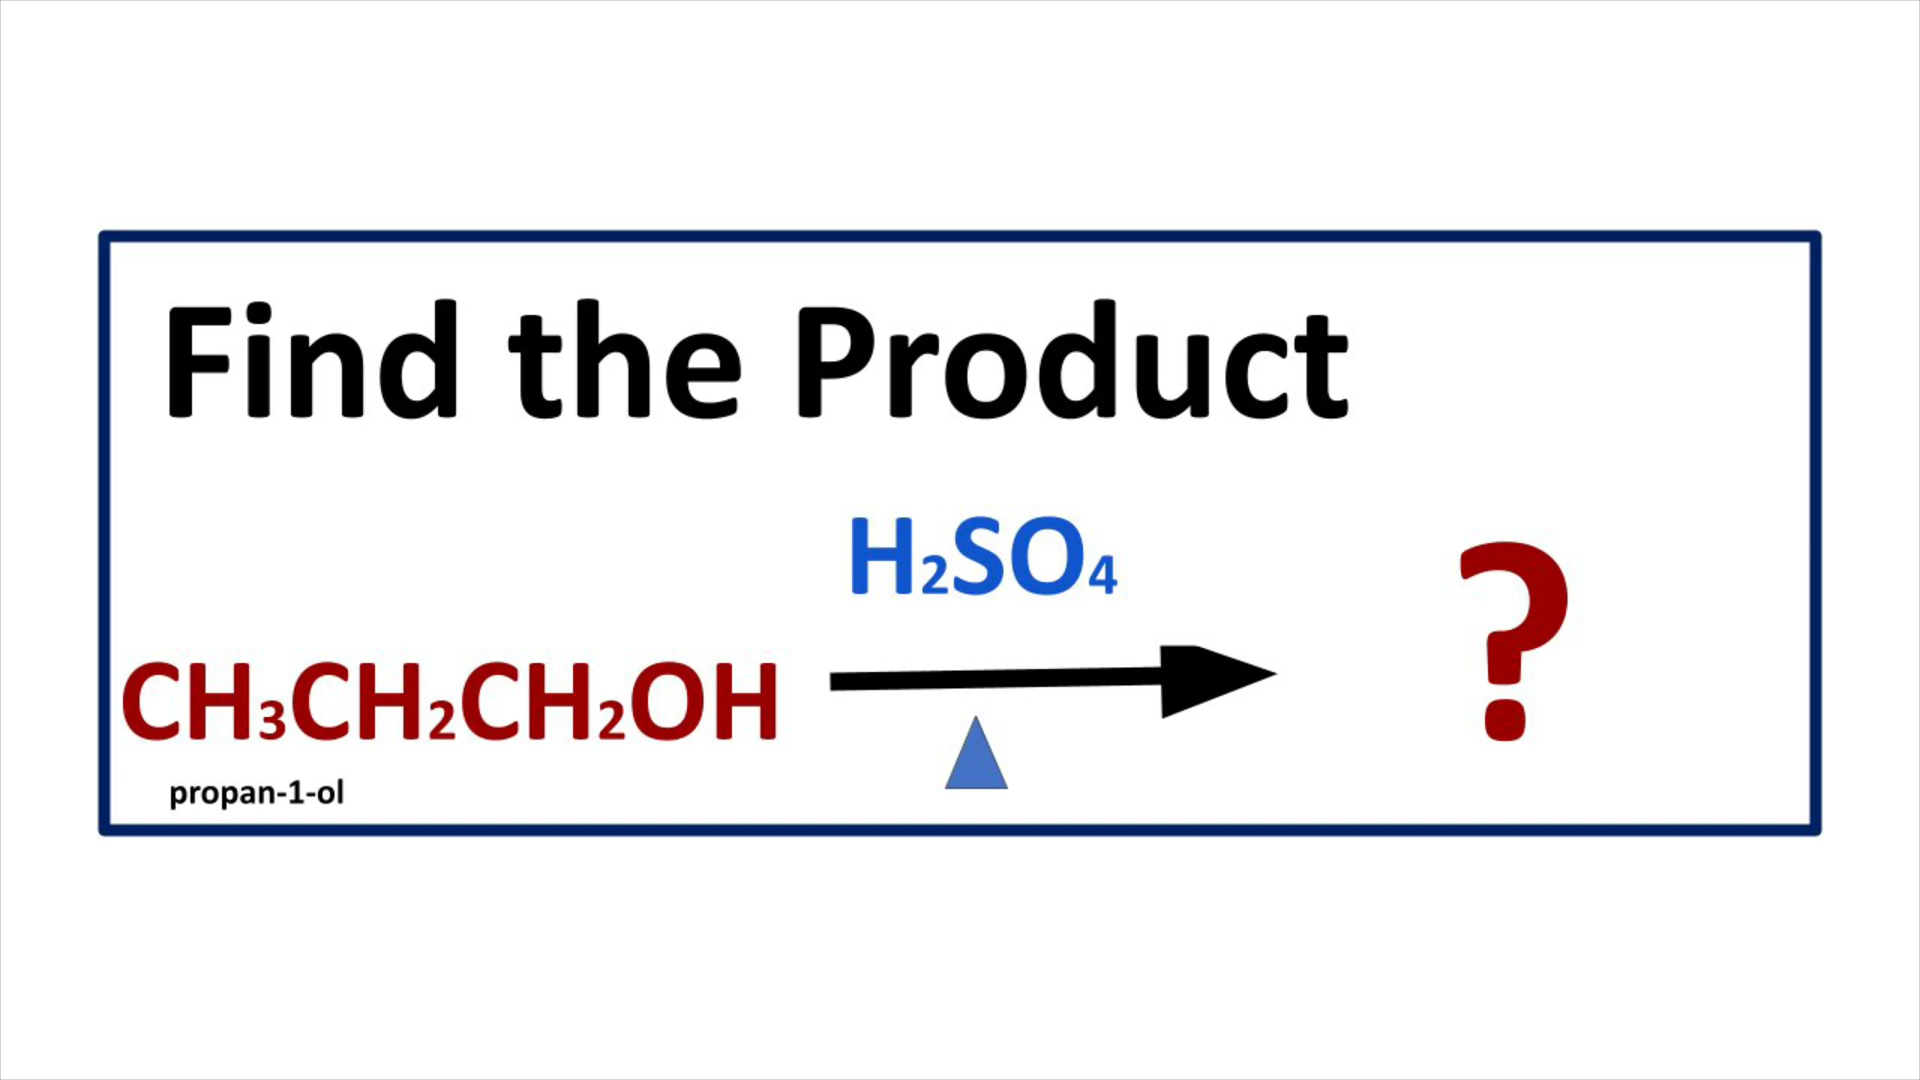 Find the Product
H₂SO₄
CH₃CH₂CH₂OH
?
propan-1-ol